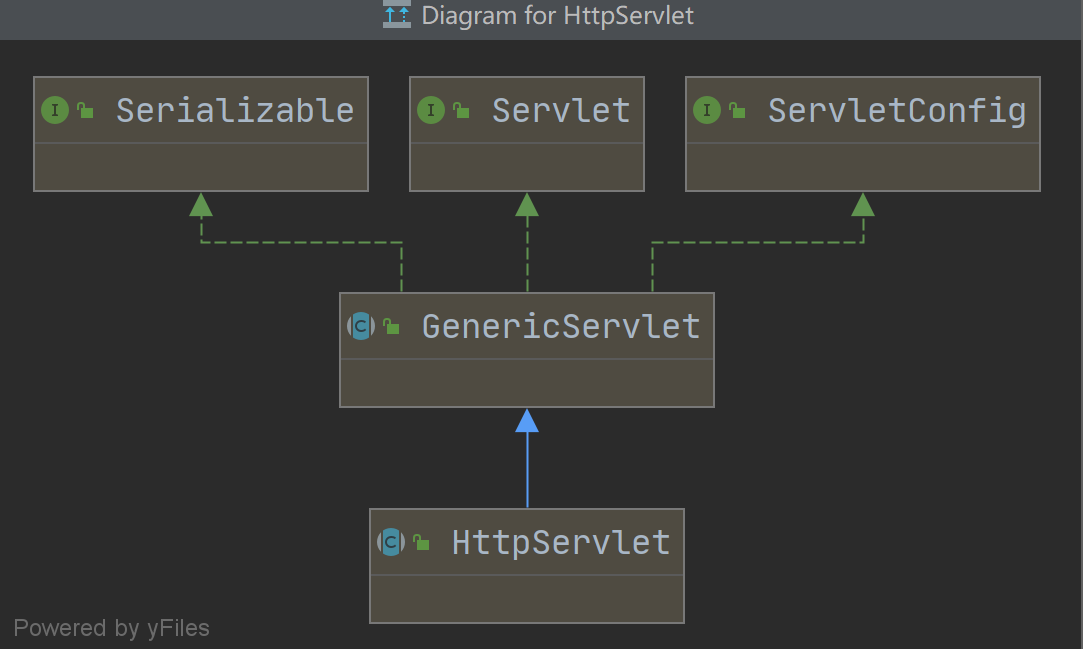 Diagram for HttpServlet
I Serializable
I Servlet
I ServletConfig
C GenericServlet
C HttpServlet
Powered by yFiles